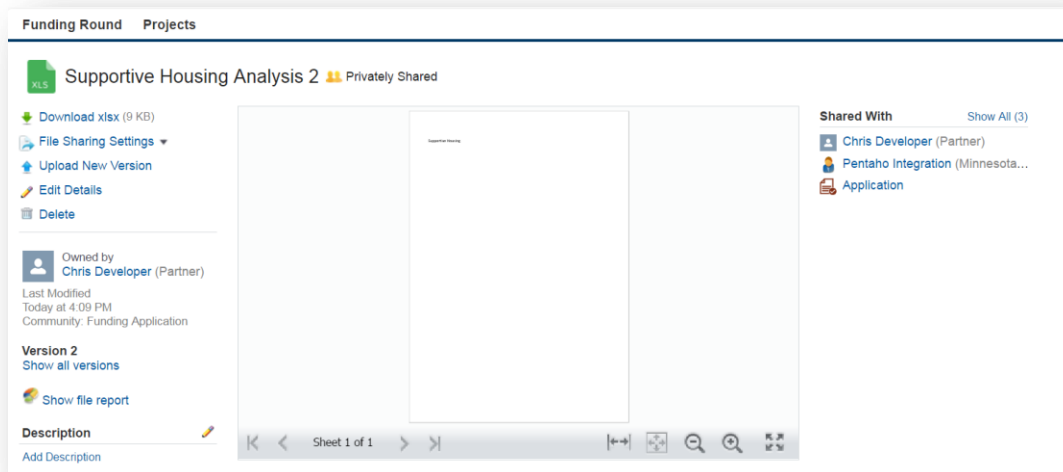 Funding Round Projects
XLS Supportive Housing Analysis 2 Privately Shared
Download xlsx (9 KB)
File Sharing Settings
Upload New Version
Edit Details
Delete
Owned by
Chris Developer (Partner)
Last Modified
Today at 4:09 PM
Community: Funding Application
Version 2
Show all versions
Show file report
Description
Add Description
Supportive Housing
Sheet 1 of 1
Shared With Show All (3)
Chris Developer (Partner)
Pentaho Integration (Minnesota...
Application